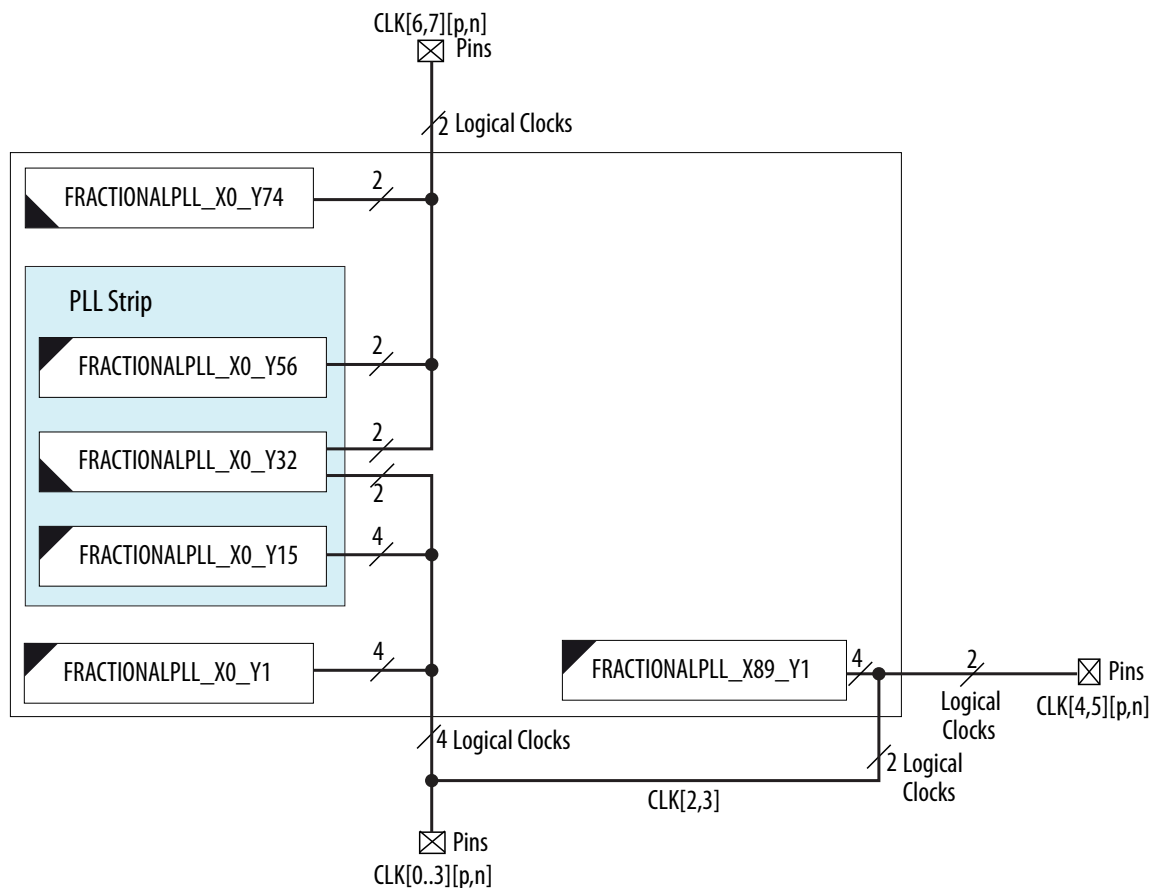 CLK[6,7][p,n]
Pins
2 Logical Clocks
FRACTIONALPLL_X0_Y74
2
PLL Strip
FRACTIONALPLL_X0_Y56
2
FRACTIONALPLL_X0_Y32
2
2
FRACTIONALPLL_X0_Y15
4
FRACTIONALPLL_X0_Y1
4
FRACTIONALPLL_X89_Y1
4
2
Logical
Clocks
Pins
CLK[4,5][p,n]
4 Logical Clocks
2 Logical
Clocks
CLK[2,3]
Pins
CLK[0..3][p,n]